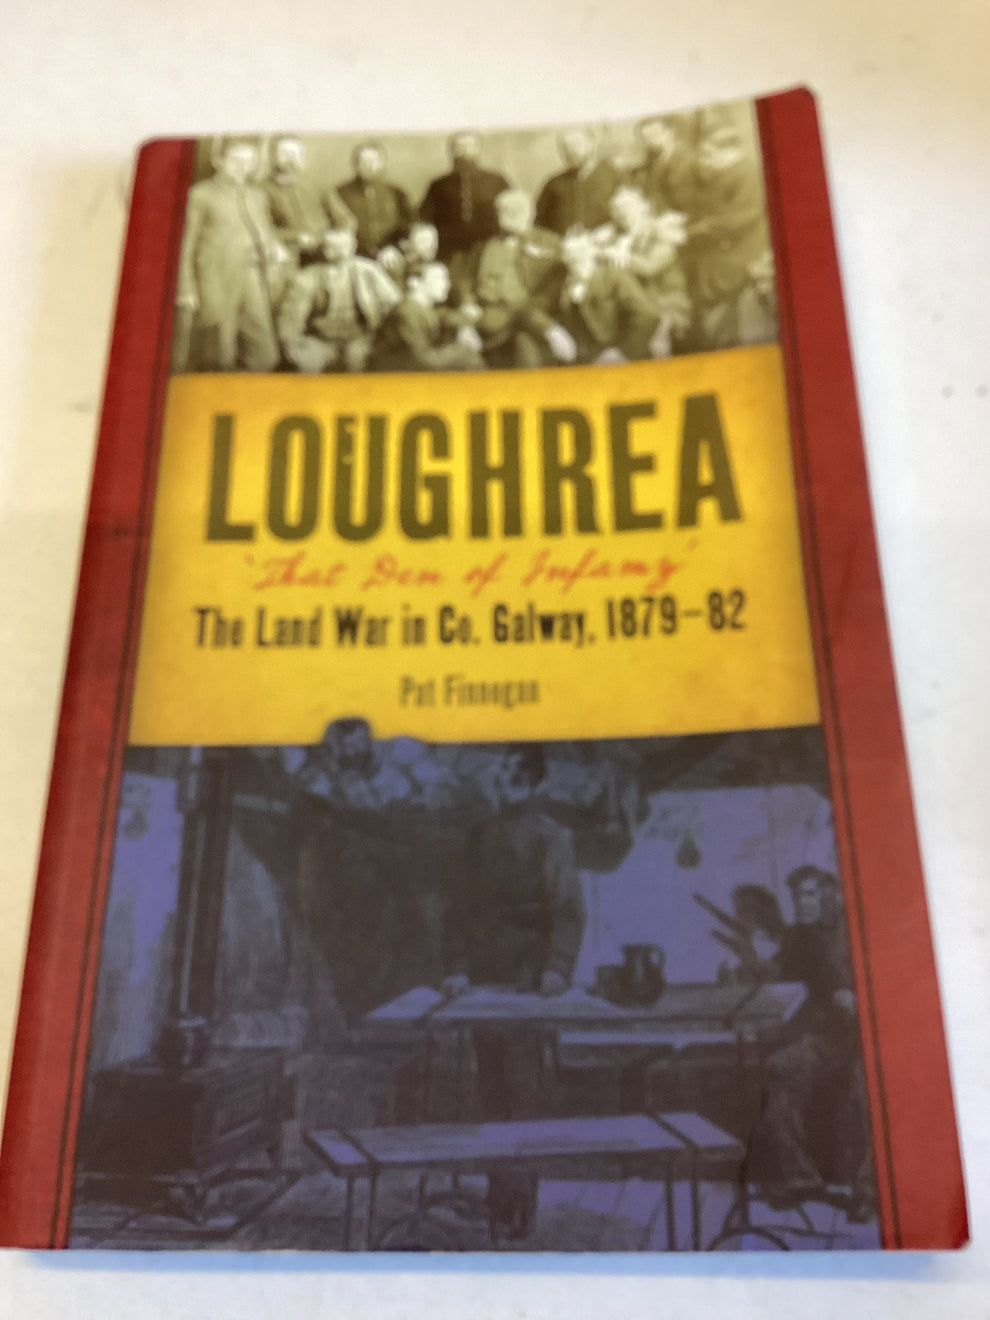 LOUGHREA
'That Den of Infamy'
The Land War in Co. Galway, 1879–82
Pat Finnegan